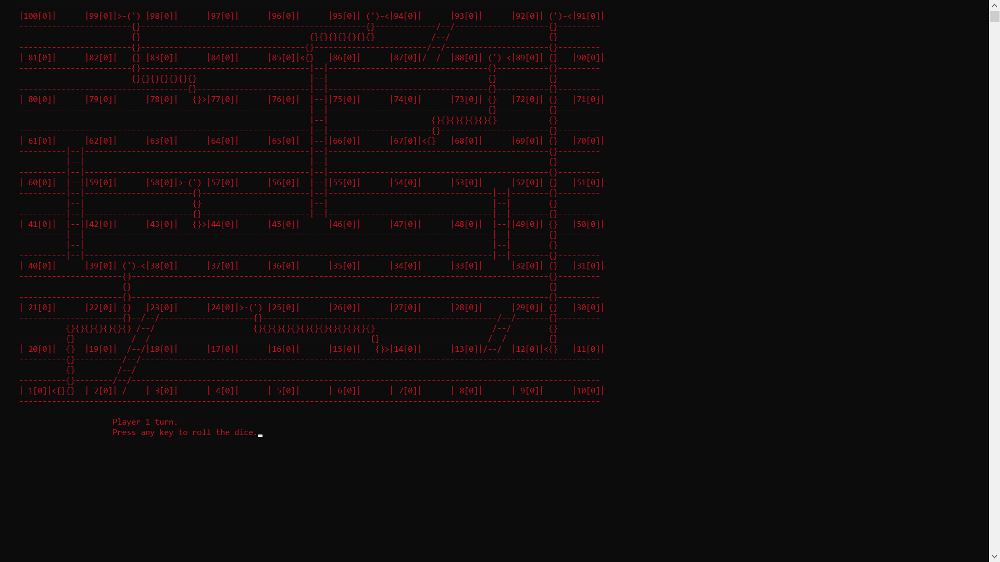 |100[0]| |99[0]|>-(') |98[0]| |97[0]| |96[0]| |95[0]| (')-<|94[0]| |93[0]| |92[0]| (')-<|91[0]|
| 81[0]| |82[0]| {} |83[0]| |84[0]| |85[0]|<{} |86[0]| |87[0]|/--/ |88[0]| (')-<|89[0]| {} |90[0]|
| 80[0]| |79[0]| |78[0]| {}>|77[0]| |76[0]| |--||75[0]| |74[0]| |73[0]| {} |72[0]| {} |71[0]|
| 61[0]| |62[0]| |63[0]| |64[0]| |65[0]| |--||66[0]| |67[0]|<{} |68[0]| |69[0]| {} |70[0]|
| 60[0]| |--||59[0]| |58[0]|>-(') |57[0]| |56[0]| |--||55[0]| |54[0]| |53[0]| |52[0]| {} |51[0]|
| 41[0]| |--||42[0]| |43[0]| {}>|44[0]| |45[0]| |46[0]| |47[0]| |48[0]| |--||49[0]| {} |50[0]|
| 40[0]| |39[0]| (')-<|38[0]| |37[0]| |36[0]| |35[0]| |34[0]| |33[0]| |32[0]| {} |31[0]|
| 21[0]| |22[0]| {} |23[0]| |24[0]|>-(') |25[0]| |26[0]| |27[0]| |28[0]| |29[0]| {} |30[0]|
| 20[0]| {} |19[0]| /--/|18[0]| |17[0]| |16[0]| |15[0]| {}>|14[0]| |13[0]|/--/ |12[0]|<{} |11[0]|
| 1[0]|<{}{} | 2[0]|-/ | 3[0]| | 4[0]| | 5[0]| | 6[0]| | 7[0]| | 8[0]| | 9[0]| |10[0]|
Player 1 turn.
Press any key to roll the dice.